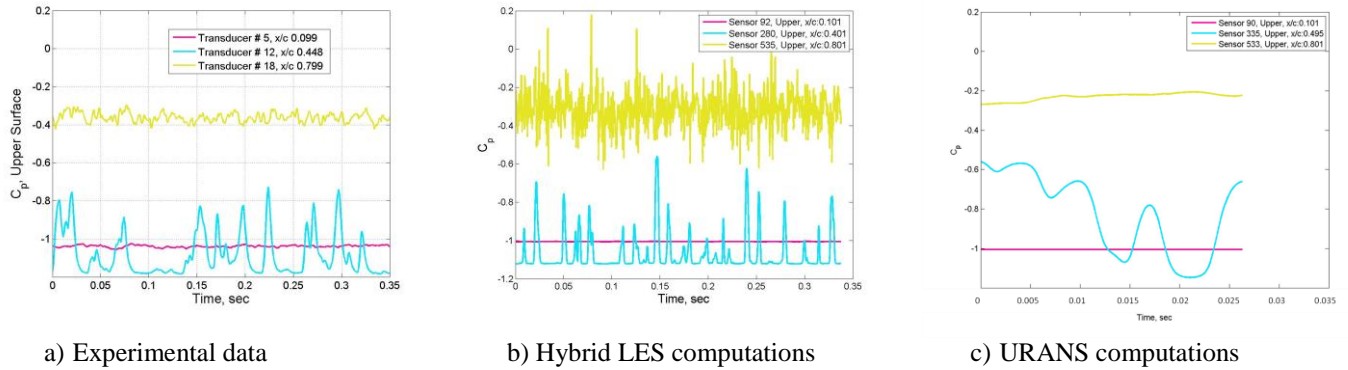 0.2
0
-0.2
-0.4
-0.6
-0.8
-1
Cp, Upper Surface
Transducer # 5, x/c 0.099
Transducer # 12, x/c 0.448
Transducer # 18, x/c 0.799
0 0.05 0.1 0.15 0.2 0.25 0.3 0.35
Time, sec
a) Experimental data
0.2
0
-0.2
-0.4
-0.6
-0.8
-1.0
-1.2
Cp
Sensor 92, Upper, x/c:0.101
Sensor 280, Upper, x/c:0.401
Sensor 535, Upper, x/c:0.801
0 0.05 0.1 0.15 0.2 0.25 0.3 0.35
Time, sec
b) Hybrid LES computations
0.2
0
-0.2
-0.4
-0.6
-0.8
-1
Cp
Sensor 90, Upper, x/c:0.101
Sensor 335, Upper, x/c:0.495
Sensor 533, Upper, x/c:0.801
0 0.005 0.01 0.015 0.02 0.025 0.03 0.035
Time, sec
c) URANS computations